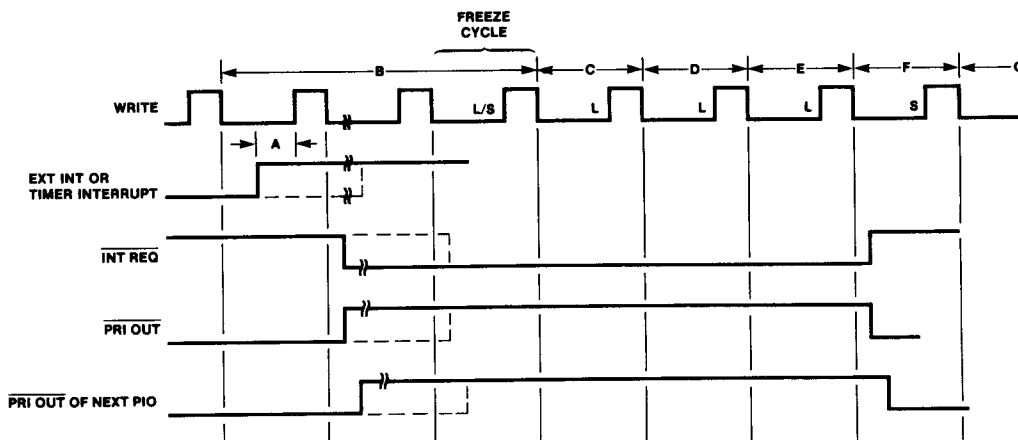 FREEZE
CYCLE
B C D E F
WRITE
L/S L L L S
A
EXT INT OR
TIMER INTERRUPT
INT REQ
PRI OUT
PRI OUT OF NEXT PIO